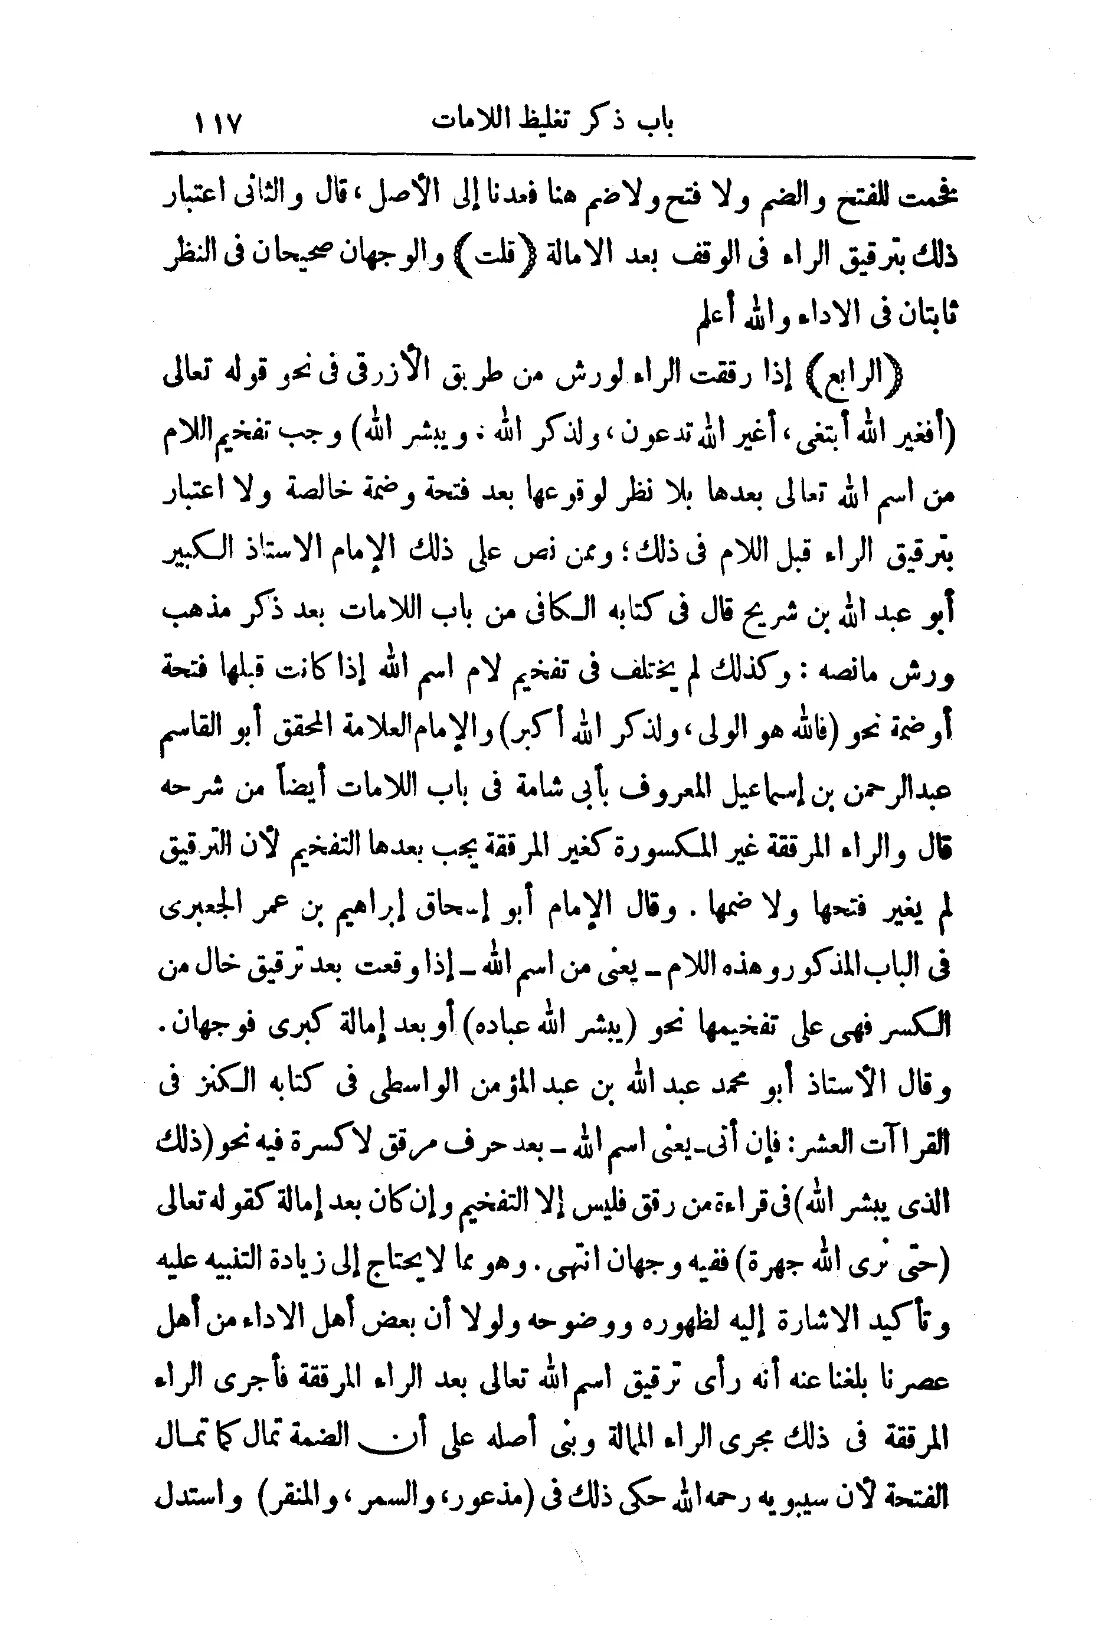 باب ذكر تغليظ اللامات ١١٧
فخمت للفتح والضم ولا فتح ولاضم هنا فعدنا إلى الأصل، قال والثانى اعتبار
ذلك بترقيق الراء فى الوقف بعد الامالة (قلت) والوجهان صحيحان فى النظر
ثابتان فى الاداء والله أعلم
(الرابع) إذا رققت الراء لورش من طريق الأزرق فى نحو قوله تعالى
(أفغير الله أبتغى، أغير الله تدعون، ولذكر الله. ويبشر الله) وجب تفخيم اللام
من اسم الله تعالى بعدها بلا نظر لوقوعها بعد فتحة وضمة خالصة ولا اعتبار
بترقيق الراء قبل اللام فى ذلك؛ وممن نص على ذلك الإمام الاستاذ الكبير
أبو عبد الله بن شريح قال فى كتابه الكافى من باب اللامات بعد ذكر مذهب
ورش مانصه : وكذلك لم يختلف فى تفخيم لام اسم الله إذا كانت قبلها فتحة
أوضمة نحو (فالله هو الولى، ولذكر الله أكبر) والإمام العلامة المحقق أبو القاسم
عبدالرحمن بن إسماعيل المعروف بأبى شامة فى باب اللامات أيضاً من شرحه
قال والراء المرققة غير المكسورة كغير المرققة يجب بعدها التفخيم لأن الترقيق
لم يغير فتحها ولا ضمها . وقال الإمام أبو إسحاق إبراهيم بن عمر الجعبرى
فى الباب المذكور وهذه اللام ـ يعنى من اسم الله ـ إذا وقعت بعد ترقيق خال من
الكسر فهى على تفخيمها نحو (يبشر الله عباده) أو بعد إمالة كبرى فوجهان.
وقال الأستاذ أبو محمد عبد الله بن عبد المؤمن الواسطى فى كتابه الكنز فى
القراآت العشر: فإن أتى ـ يعنى اسم الله ـ بعد حرف مرقق لا كسرة فيه نحو (ذلك
الذى يبشر الله) فى قراءة من رقق فليس إلا التفخيم وإن كان بعد إمالة كقوله تعالى
(حتى نرى الله جهرة) ففيه وجهان انتهى . وهو مما لا يحتاج إلى زيادة التنبيه عليه
وتأكيد الاشارة إليه لظهوره ووضوحه ولولا أن بعض أهل الاداء من أهل
عصرنا بلغنا عنه أنه رأى ترقيق اسم الله تعالى بعد الراء المرققة فأجرى الراء
المرققة فى ذلك مجرى الراء الممالة وبنى أصله على أن الضمة تمال كما تمال
الفتحة لأن سيبويه رحمه الله حكى ذلك فى (مذعور، والسمر، والمنقر) واستدل